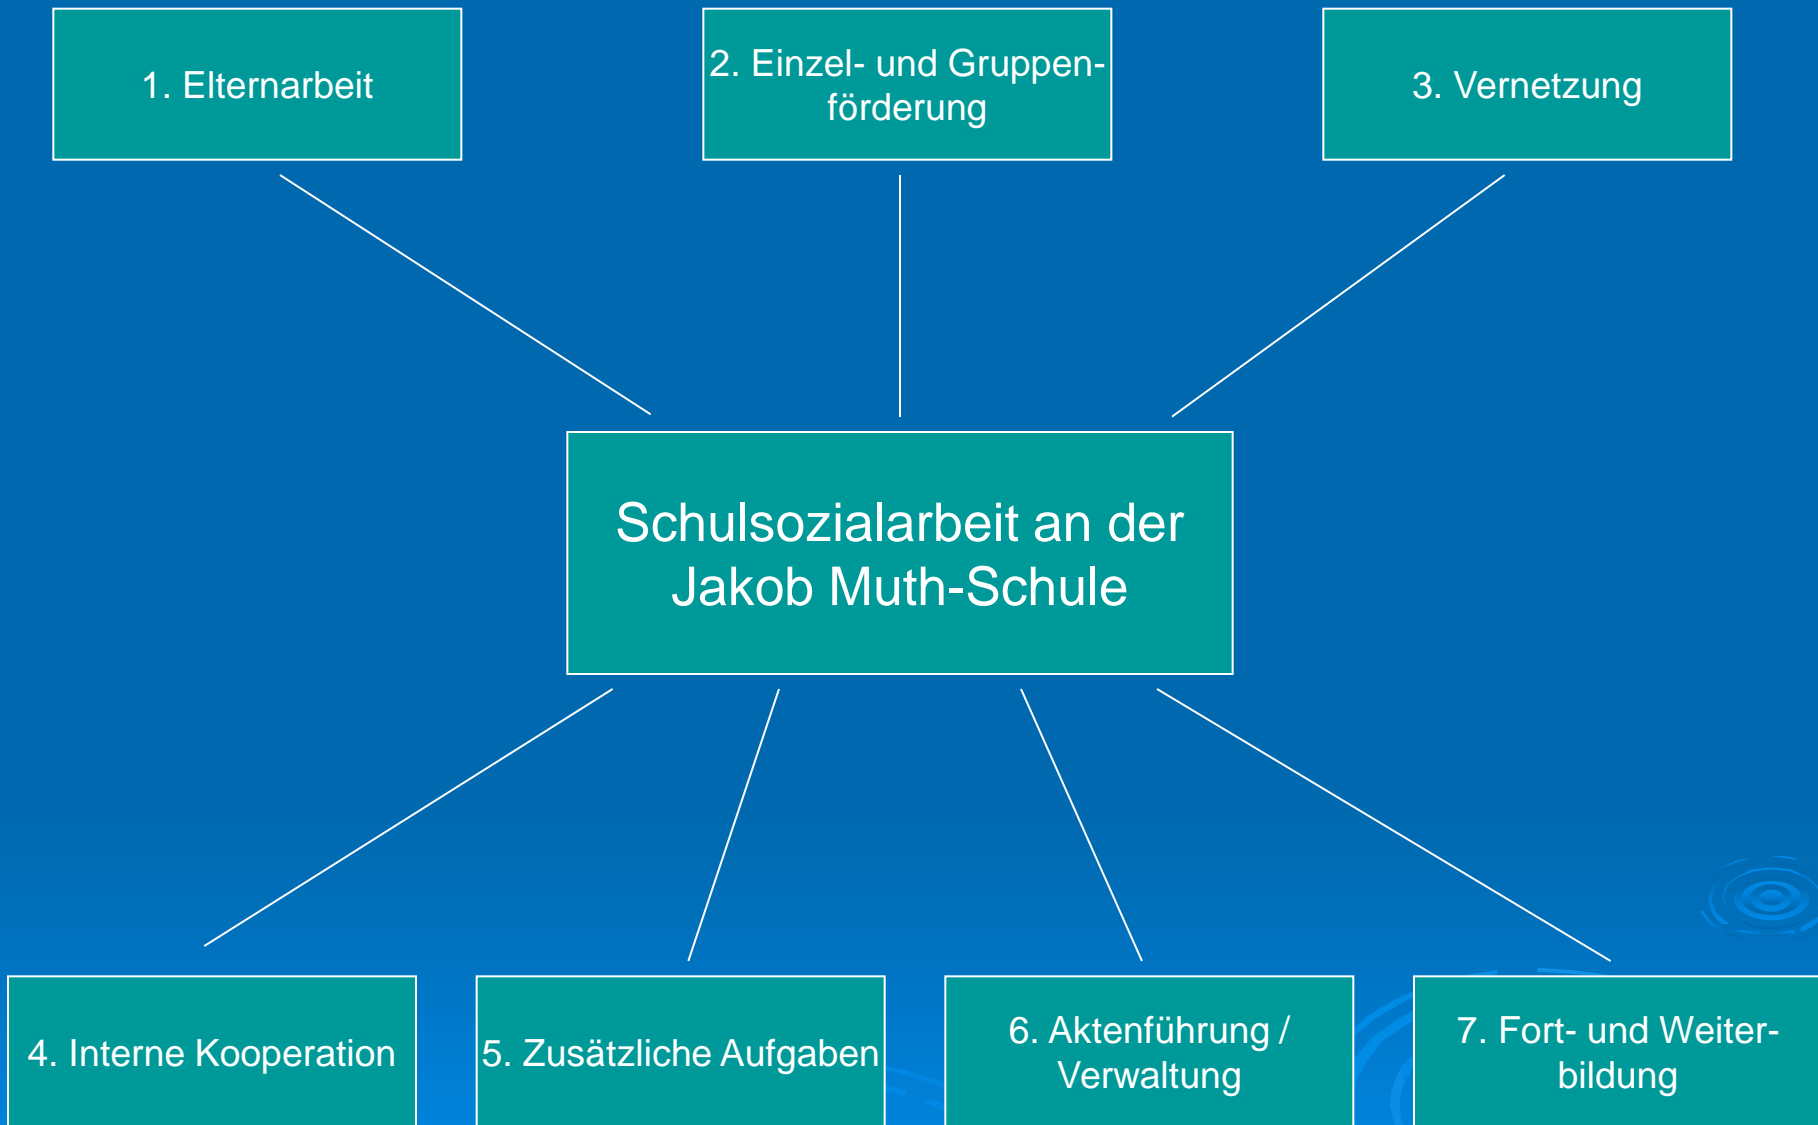 1. Elternarbeit
2. Einzel- und Gruppen-
förderung
3. Vernetzung
Schulsozialarbeit an der
Jakob Muth-Schule
4. Interne Kooperation
5. Zusätzliche Aufgaben
6. Aktenführung /
Verwaltung
7. Fort- und Weiter-
bildung